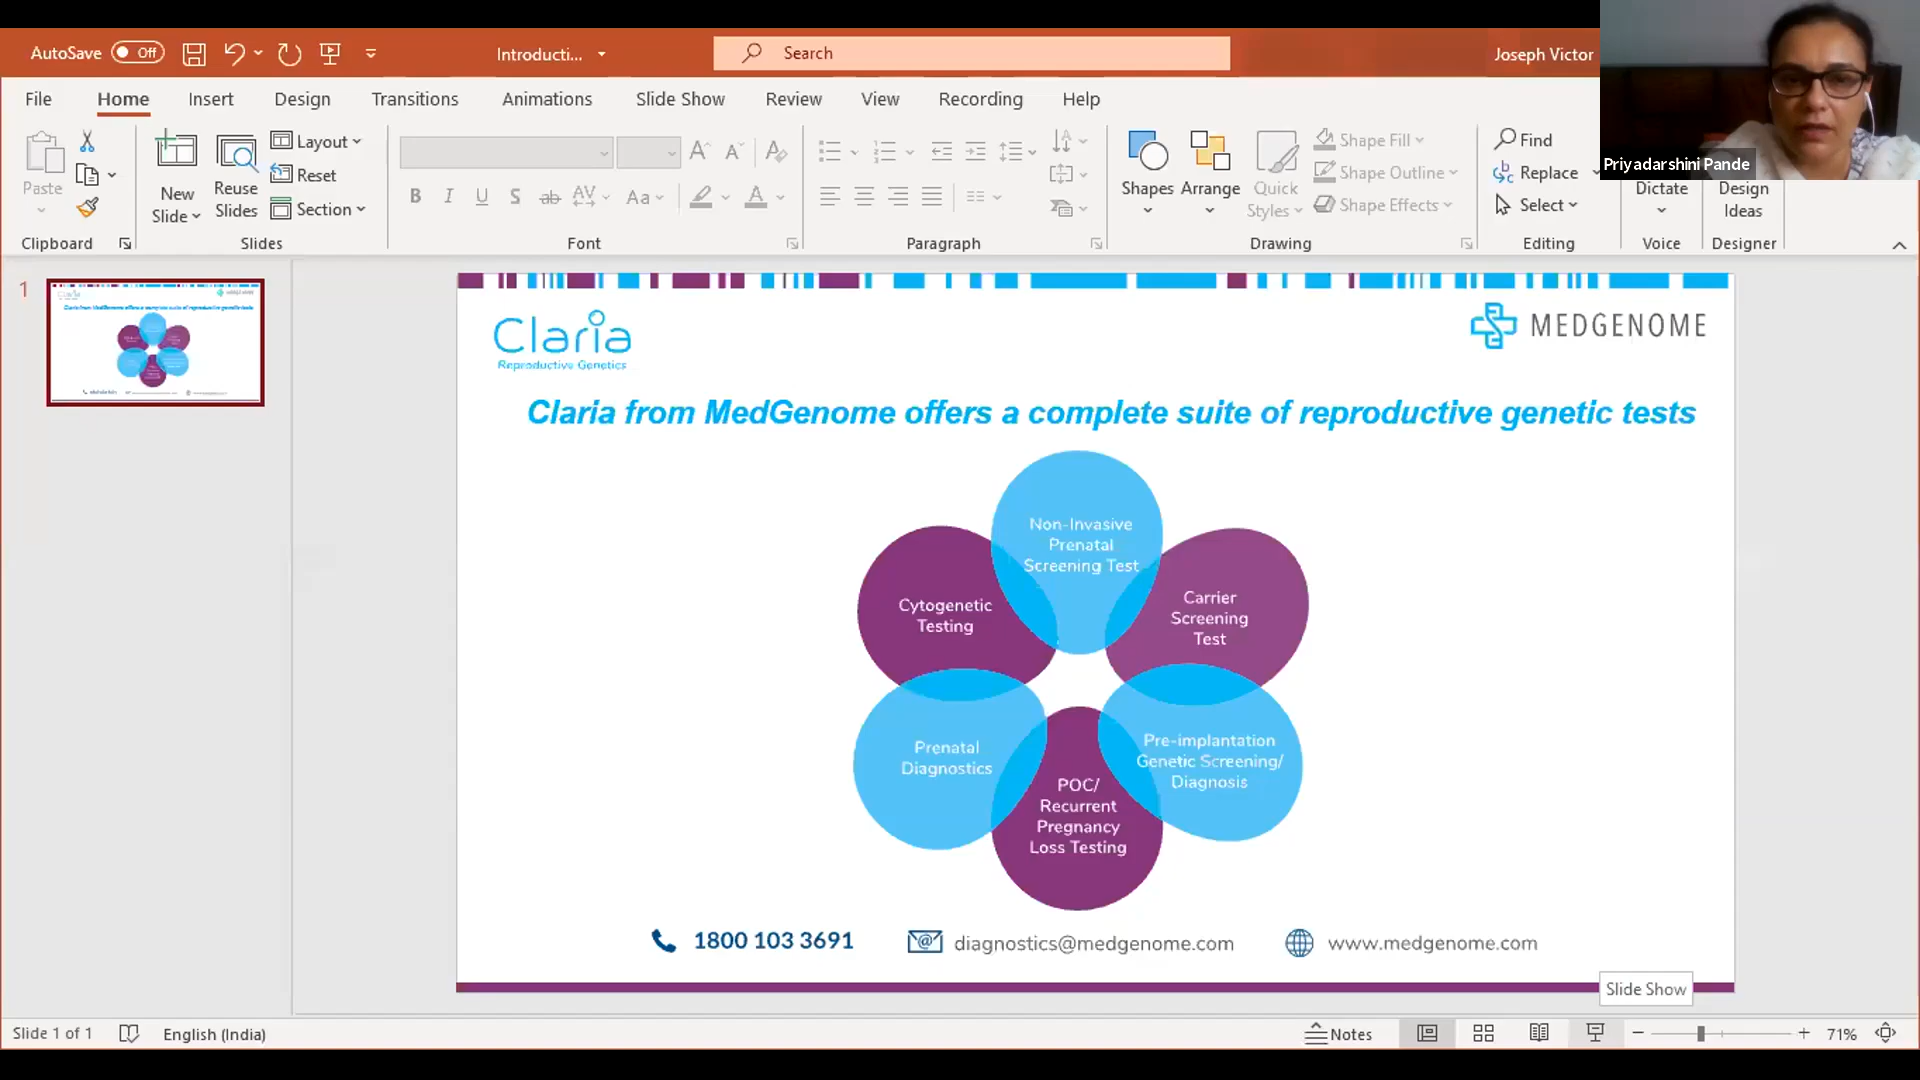 AutoSave Off Introducti... Search Joseph Victor
File Home Insert Design Transitions Animations Slide Show Review View Recording Help
Paste
New Slide
Reuse Slides
Layout
Reset
Section
Aa
Shapes
Arrange
Quick Styles
Shape Fill
Shape Outline
Shape Effects
Find
Replace
Select
Dictate
Design Ideas
Priyadarshini Pande
Clipboard Slides Font Paragraph Drawing Editing Voice Designer
1
Claria
Reproductive Genetics
MEDGENOME
Claria from MedGenome offers a complete suite of reproductive genetic tests
Non-Invasive
Prenatal
Screening Test
Cytogenetic
Testing
Carrier
Screening
Test
Prenatal
Diagnostics
Pre-implantation
Genetic Screening/
Diagnosis
POC/
Recurrent
Pregnancy
Loss Testing
1800 103 3691 diagnostics@medgenome.com www.medgenome.com
Slide Show
Slide 1 of 1 English (India) Notes 71%